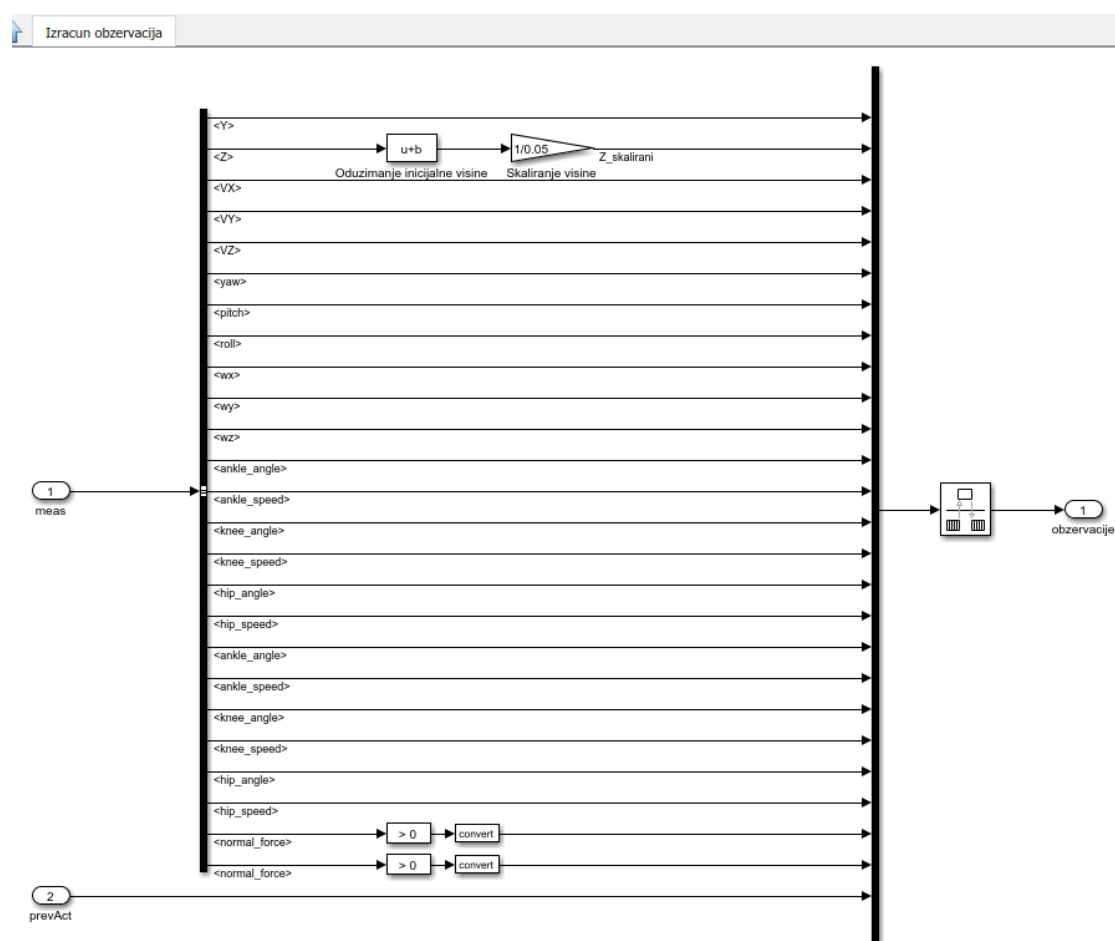 Izracun obzervacija
<Y>
<Z>
u+b
Oduzimanje inicijalne visine
1/0.05
Skaliranje visine
Z_skalirani
<VX>
<VY>
<VZ>
<yaw>
<pitch>
<roll>
<wx>
<wy>
<wz>
<ankle_angle>
1
meas
<ankle_speed>
<knee_angle>
1
obzervacije
<knee_speed>
<hip_angle>
<hip_speed>
<ankle_angle>
<ankle_speed>
<knee_angle>
<knee_speed>
<hip_angle>
<hip_speed>
> 0
convert
<normal_force>
> 0
convert
<normal_force>
2
prevAct